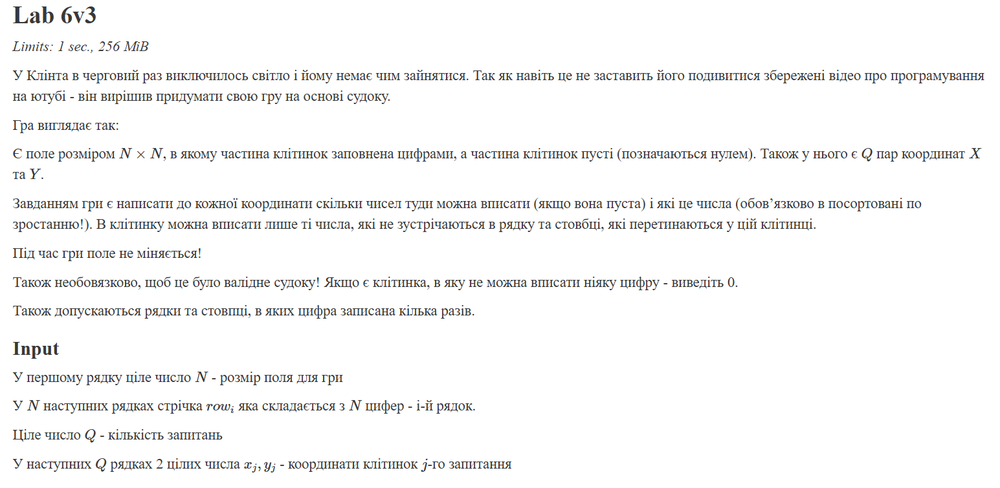 Lab 6v3
Limits: 1 sec., 256 MiB
У Клінта в черговий раз виключилось світло і йому немає чим зайнятися. Так як навіть це не заставить його подивитися збережені відео про програмування
на ютубі - він вирішив придумати свою гру на основі судоку.
Гра виглядає так:
Є поле розміром N × N, в якому частина клітинок заповнена цифрами, а частина клітинок пусті (позначаються нулем). Також у нього є Q пар координат X
та Y.
Завданням гри є написати до кожної координати скільки чисел туди можна вписати (якщо вона пуста) і які це числа (обов’язково в посортовані по
зростанню!). В клітинку можна вписати лише ті числа, які не зустрічаються в рядку та стовбці, які перетинаються у цій клітинці.
Під час гри поле не міняється!
Також необовязково, щоб це було валідне судоку! Якщо є клітинка, в яку не можна вписати ніяку цифру - виведіть 0.
Також допускаються рядки та стовпці, в яких цифра записана кілька разів.
Input
У першому рядку ціле число N - розмір поля для гри
У N наступних рядках стрічка row_i яка складається з N цифер - і-й рядок.
Ціле число Q - кількість запитань
У наступних Q рядках 2 цілих числа x_j, y_j - координати клітинок j-го запитання